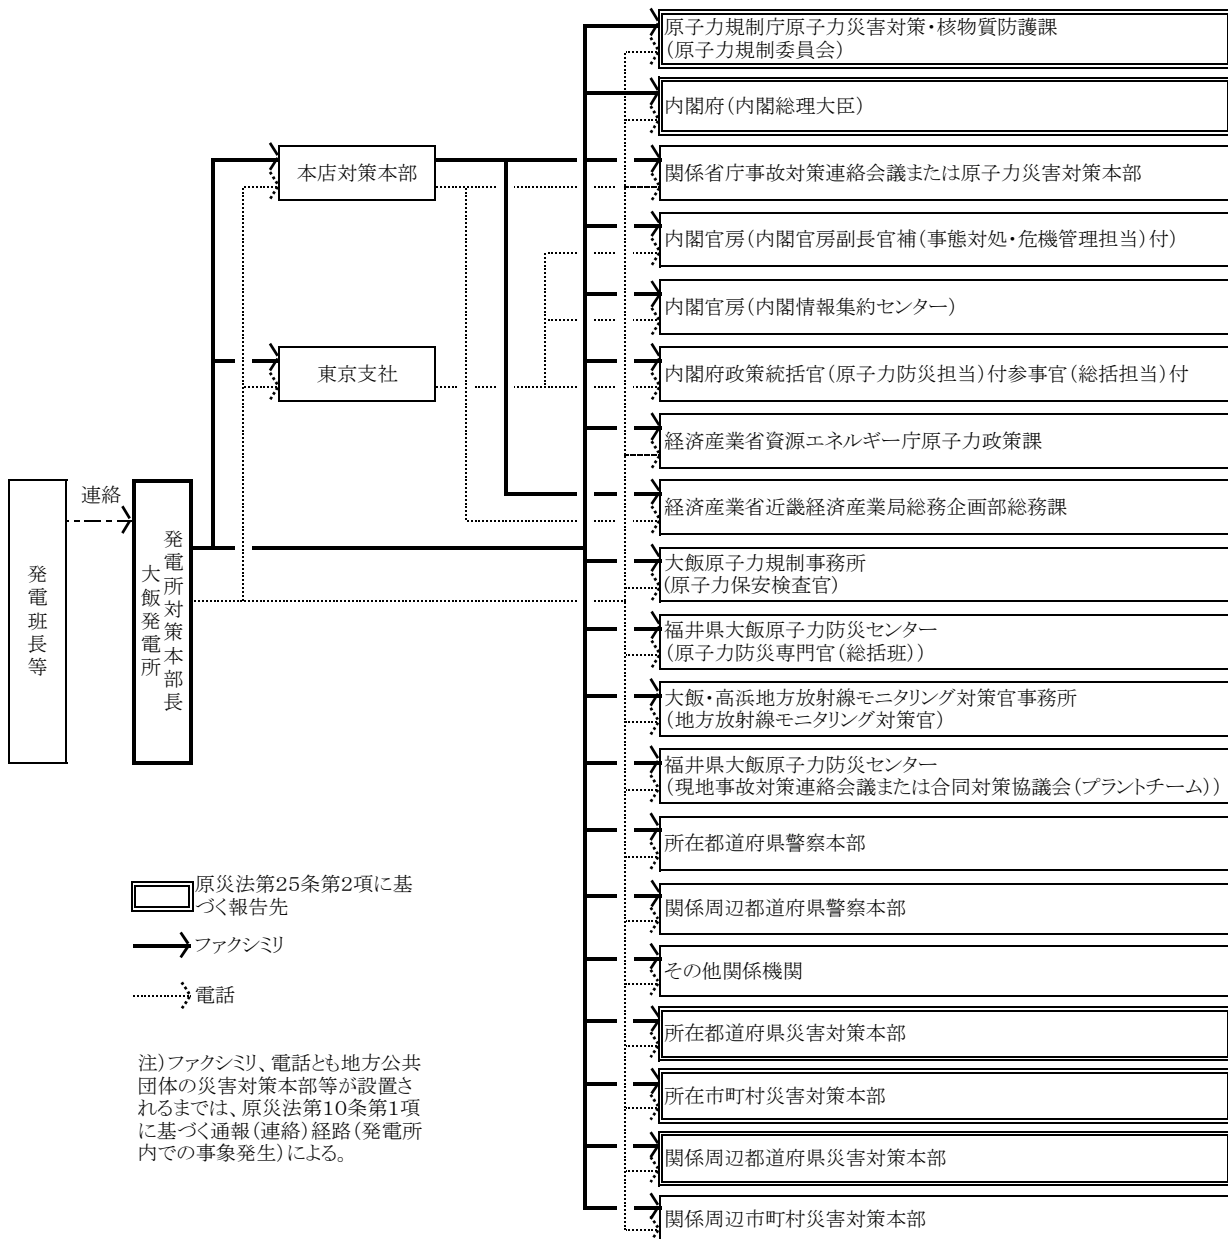 原子力規制庁原子力災害対策・核物質防護課
(原子力規制委員会)
内閣府(内閣総理大臣)
本店対策本部
関係省庁事故対策連絡会議または原子力災害対策本部
内閣官房(内閣官房副長官補(事態対処・危機管理担当)付)
内閣官房(内閣情報集約センター)
東京支社
内閣府政策統括官(原子力防災担当)付参事官(総括担当)付
経済産業省資源エネルギー庁原子力政策課
経済産業省近畿経済産業局総務企画部総務課
発電班長等
連絡
発電所対策本部長
大飯発電所
大飯原子力規制事務所
(原子力保安検査官)
福井県大飯原子力防災センター
(原子力防災専門官(総括班))
大飯・高浜地方放射線モニタリング対策官事務所
(地方放射線モニタリング対策官)
福井県大飯原子力防災センター
(現地事故対策連絡会議または合同対策協議会(プラントチーム))
所在都道府県警察本部
関係周辺都道府県警察本部
その他関係機関
所在都道府県災害対策本部
所在市町村災害対策本部
関係周辺都道府県災害対策本部
関係周辺市町村災害対策本部
原災法第25条第2項に基
づく報告先
ファクシミリ
電話
注)ファクシミリ、電話とも地方公共
団体の災害対策本部等が設置さ
れるまでは、原災法第10条第1項
に基づく通報(連絡)経路(発電所
内での事象発生)による。